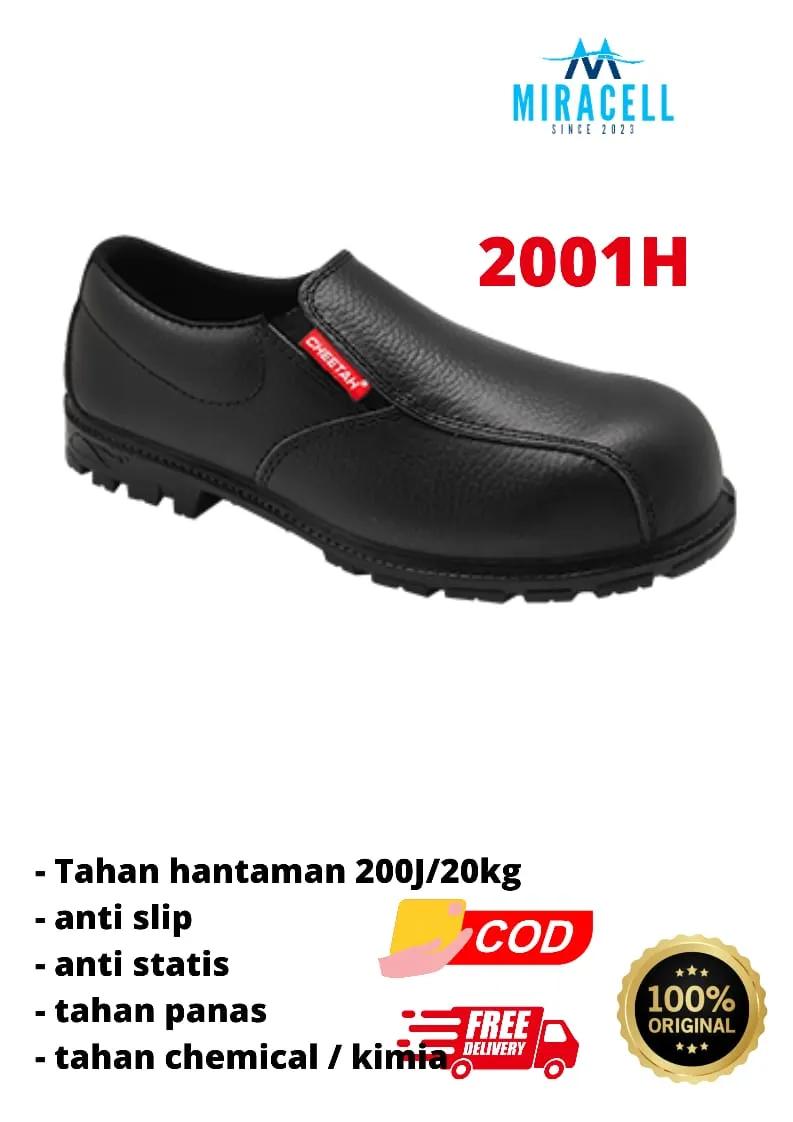 MIRACELL
SINCE 2023
2001H
CHEETAH®
- Tahan hantaman 200J/20kg
- anti slip
- anti statis
- tahan panas
- tahan chemical / kimia
COD
FREE
DELIVERY
100%
ORIGINAL